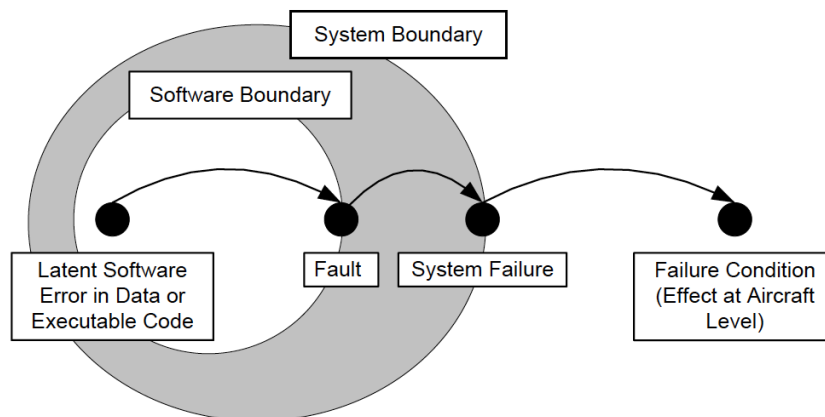 System Boundary
Software Boundary
Latent Software
Error in Data or
Executable Code
Fault
System Failure
Failure Condition
(Effect at Aircraft
Level)